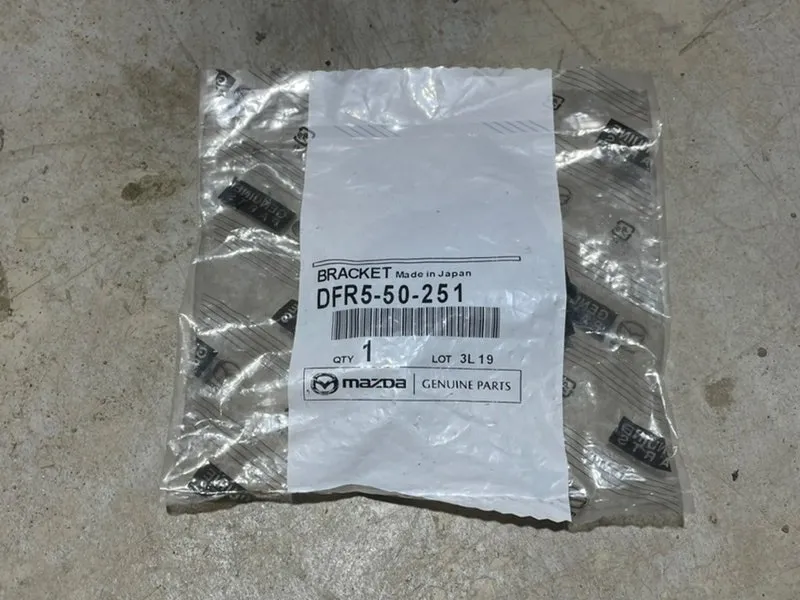 BRACKET Made in Japan
DFR5-50-251
QTY 1 LOT 3L19
mazda GENUINE PARTS